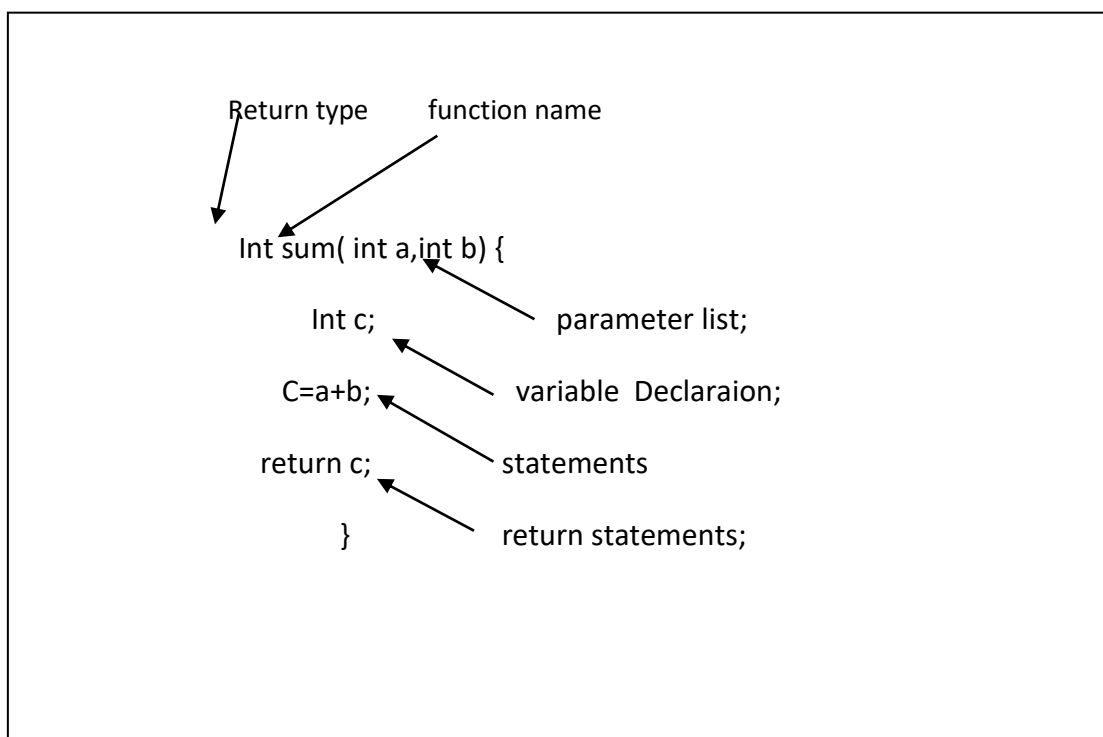 Return type function name
Int sum( int a,int b) {
Int c; parameter list;
C=a+b; variable Declaraion;
return c; statements
} return statements;